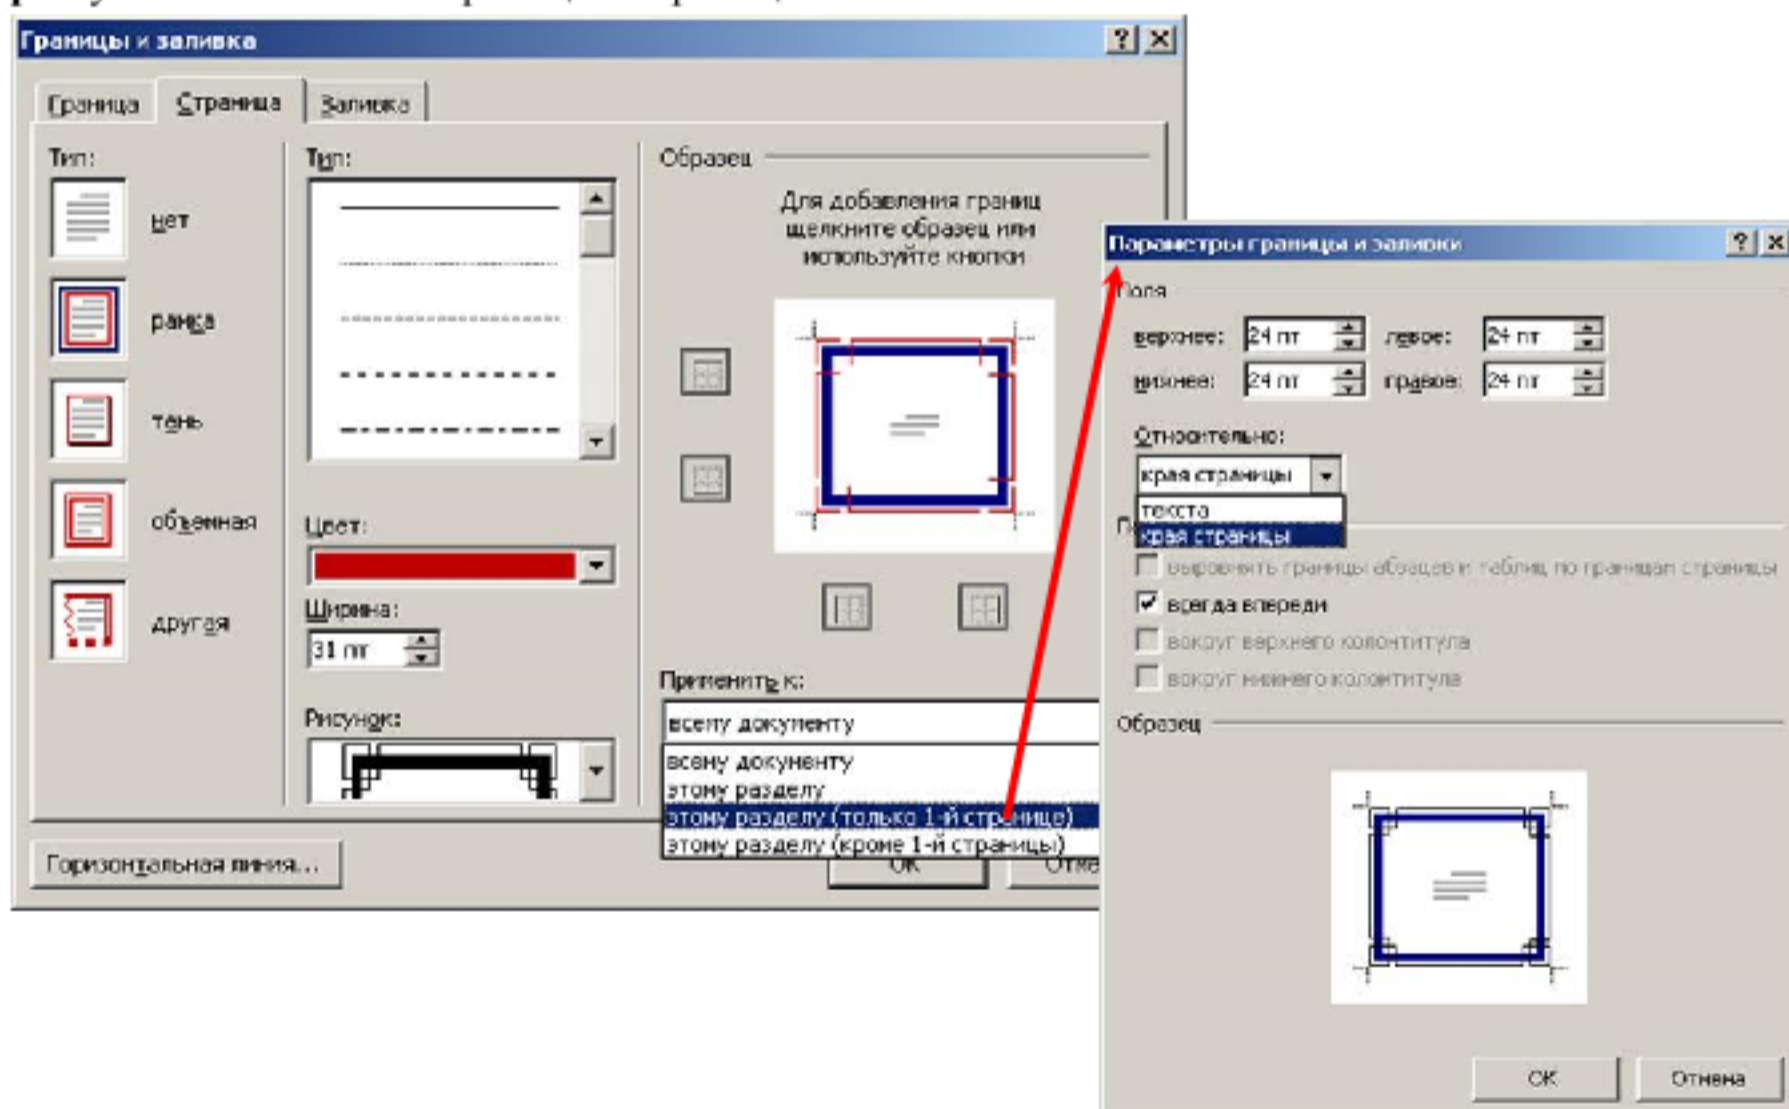 Границы и заливка
Граница Страница Заливка
Тип:
нет
рамка
тень
объемная
другая
Тип:
Цвет:
Ширина:
31 пт
Рисунок:
Образец
Для добавления границ
щелкните образец или
используйте кнопки
Применить к:
всему документу
всему документу
этому разделу
этому разделу (только 1-й странице)
этому разделу (кроме 1-й страницы)
Горизонтальная линия...
ОК
Параметры границы и заливки
Поля
верхнее: 24 пт левое: 24 пт
нижнее: 24 пт правое: 24 пт
Относительно:
края страницы
текста
края страницы
выровнять границы абзацев и таблиц по границам страницы
всегда впереди
вокруг верхнего колонтитула
вокруг нижнего колонтитула
Образец
ОК Отмена